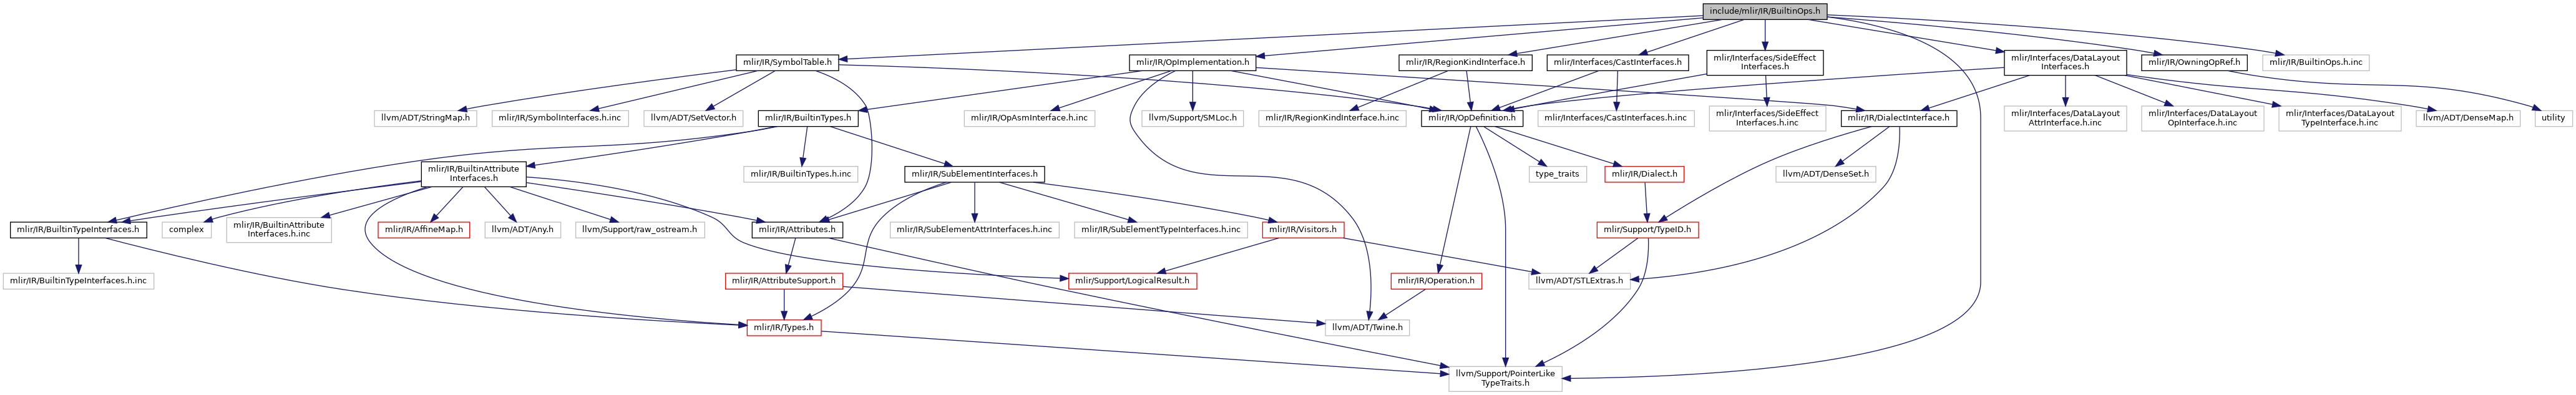 include/mlir/IR/BuiltinOps.h
mlir/IR/SymbolTable.h
mlir/IR/OpImplementation.h
mlir/IR/RegionKindInterface.h
mlir/Interfaces/CastInterfaces.h
mlir/Interfaces/SideEffect
Interfaces.h
mlir/Interfaces/DataLayout
Interfaces.h
mlir/IR/OwningOpRef.h
mlir/IR/BuiltinOps.h.inc
llvm/ADT/StringMap.h
mlir/IR/SymbolInterfaces.h.inc
llvm/ADT/SetVector.h
mlir/IR/BuiltinTypes.h
mlir/IR/OpAsmInterface.h.inc
llvm/Support/SMLoc.h
mlir/IR/RegionKindInterface.h.inc
mlir/IR/OpDefinition.h
mlir/Interfaces/CastInterfaces.h.inc
mlir/Interfaces/SideEffect
Interfaces.h.inc
mlir/IR/DialectInterface.h
mlir/Interfaces/DataLayout
AttrInterface.h.inc
mlir/Interfaces/DataLayout
OpInterface.h.inc
mlir/Interfaces/DataLayout
TypeInterface.h.inc
llvm/ADT/DenseMap.h
utility
mlir/IR/BuiltinAttribute
Interfaces.h
mlir/IR/BuiltinTypes.h.inc
mlir/IR/SubElementInterfaces.h
type_traits
mlir/IR/Dialect.h
llvm/ADT/DenseSet.h
mlir/IR/BuiltinTypeInterfaces.h
complex
mlir/IR/BuiltinAttribute
Interfaces.h.inc
mlir/IR/AffineMap.h
llvm/ADT/Any.h
llvm/Support/raw_ostream.h
mlir/IR/Attributes.h
mlir/IR/SubElementAttrInterfaces.h.inc
mlir/IR/SubElementTypeInterfaces.h.inc
mlir/IR/Visitors.h
mlir/Support/TypeID.h
mlir/IR/BuiltinTypeInterfaces.h.inc
mlir/IR/AttributeSupport.h
mlir/Support/LogicalResult.h
mlir/IR/Operation.h
llvm/ADT/STLExtras.h
mlir/IR/Types.h
llvm/ADT/Twine.h
llvm/Support/PointerLike
TypeTraits.h